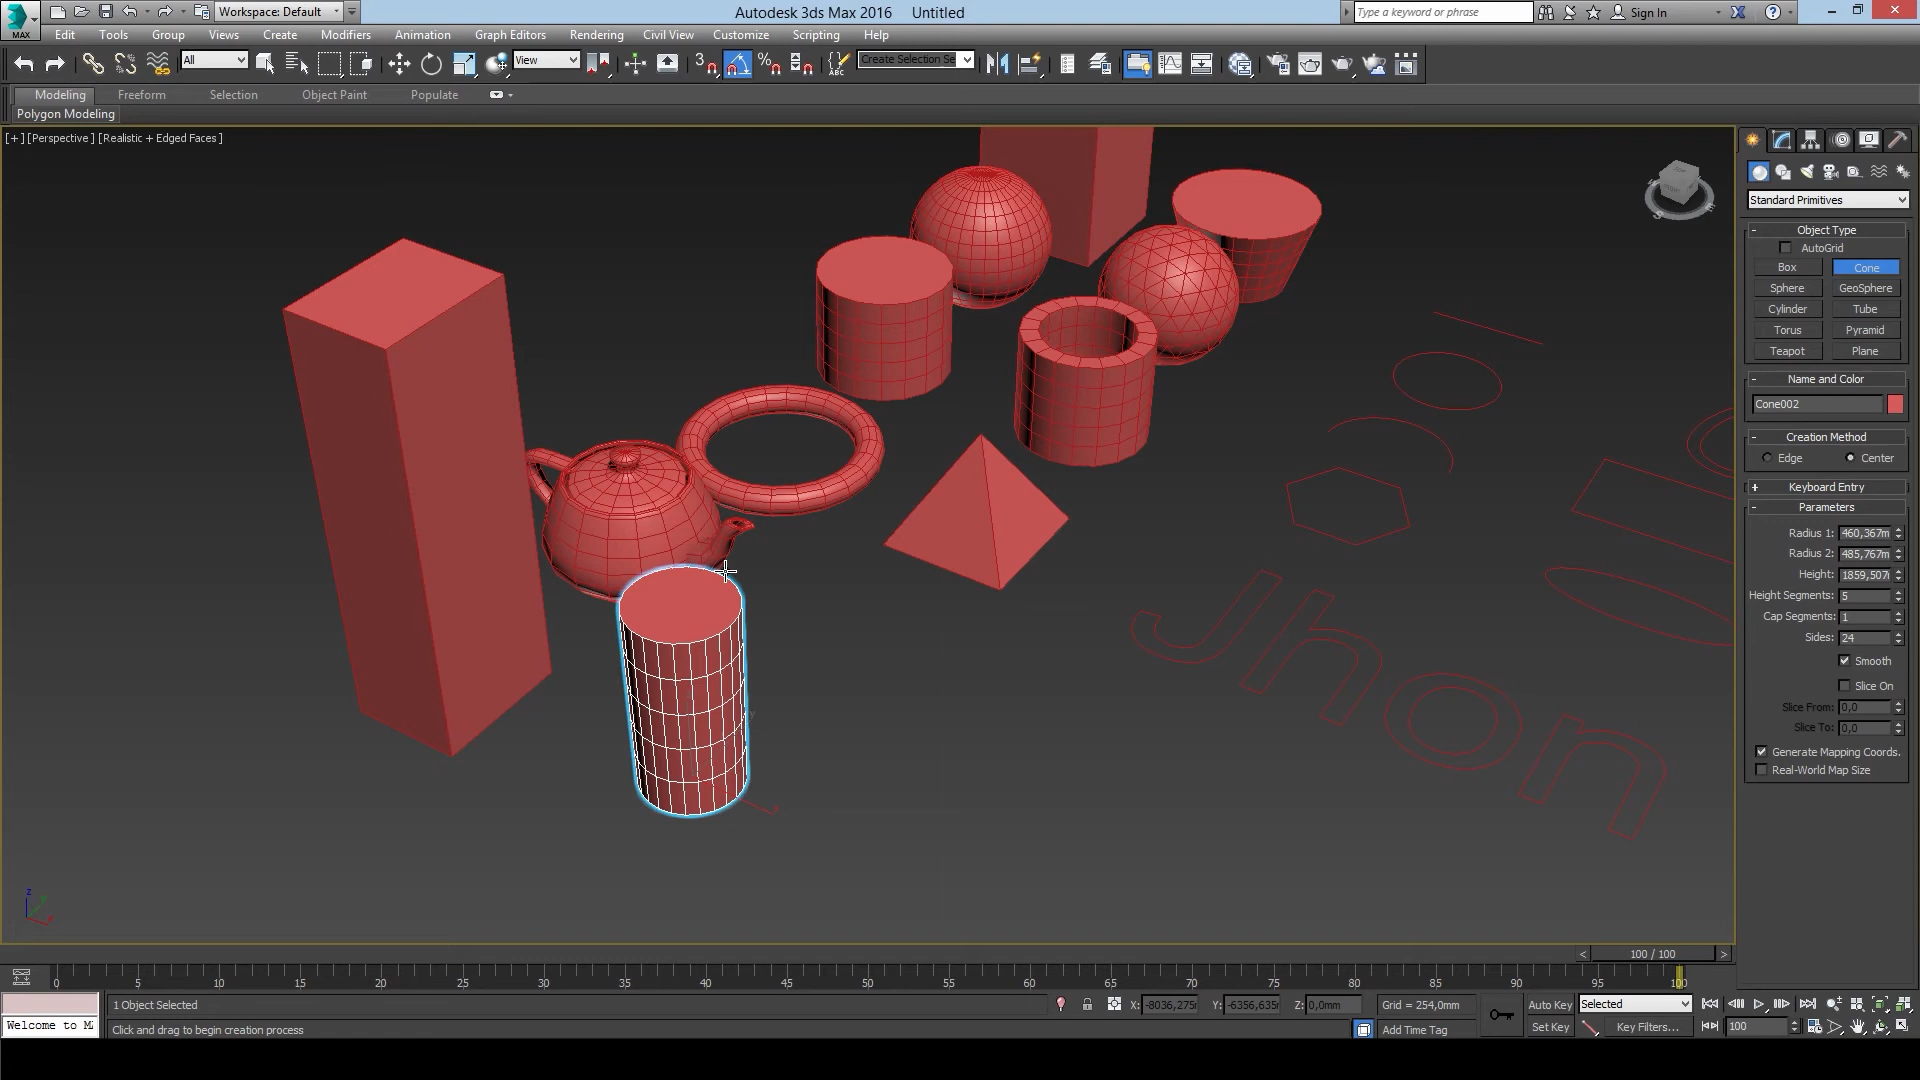 Workspace: Default
Autodesk 3ds Max 2016 Untitled
Type a keyword or phrase
Sign In
MAX
Edit Tools Group Views Create Modifiers Animation Graph Editors Rendering Civil View Customize Scripting Help
All
View
3
%
ABC
Create Selection Se
Modeling Freeform Selection Object Paint Populate
Polygon Modeling
[+] [Perspective] [Realistic + Edged Faces]
Standard Primitives
- Object Type
AutoGrid
Box Cone
Sphere GeoSphere
Cylinder Tube
Torus Pyramid
Teapot Plane
- Name and Color
Cone002
- Creation Method
Edge Center
+ Keyboard Entry
- Parameters
Radius 1: 460,367m
Radius 2: 485,767m
Height: 1859,507
Height Segments: 5
Cap Segments: 1
Sides: 24
Smooth
Slice On
Slice From: 0,0
Slice To: 0,0
Generate Mapping Coords.
Real-World Map Size
Jhon
z
< 100 / 100 >
0 5 10 15 20 25 30 35 40 45 50 55 60 65 70 75 80 85 90 95 100
1 Object Selected
X: -8036,275 Y: -6356,635 Z: 0,0mm Grid = 254,0mm
Auto Key Selected
Welcome to M
Click and drag to begin creation process
Add Time Tag
Set Key Key Filters...
100